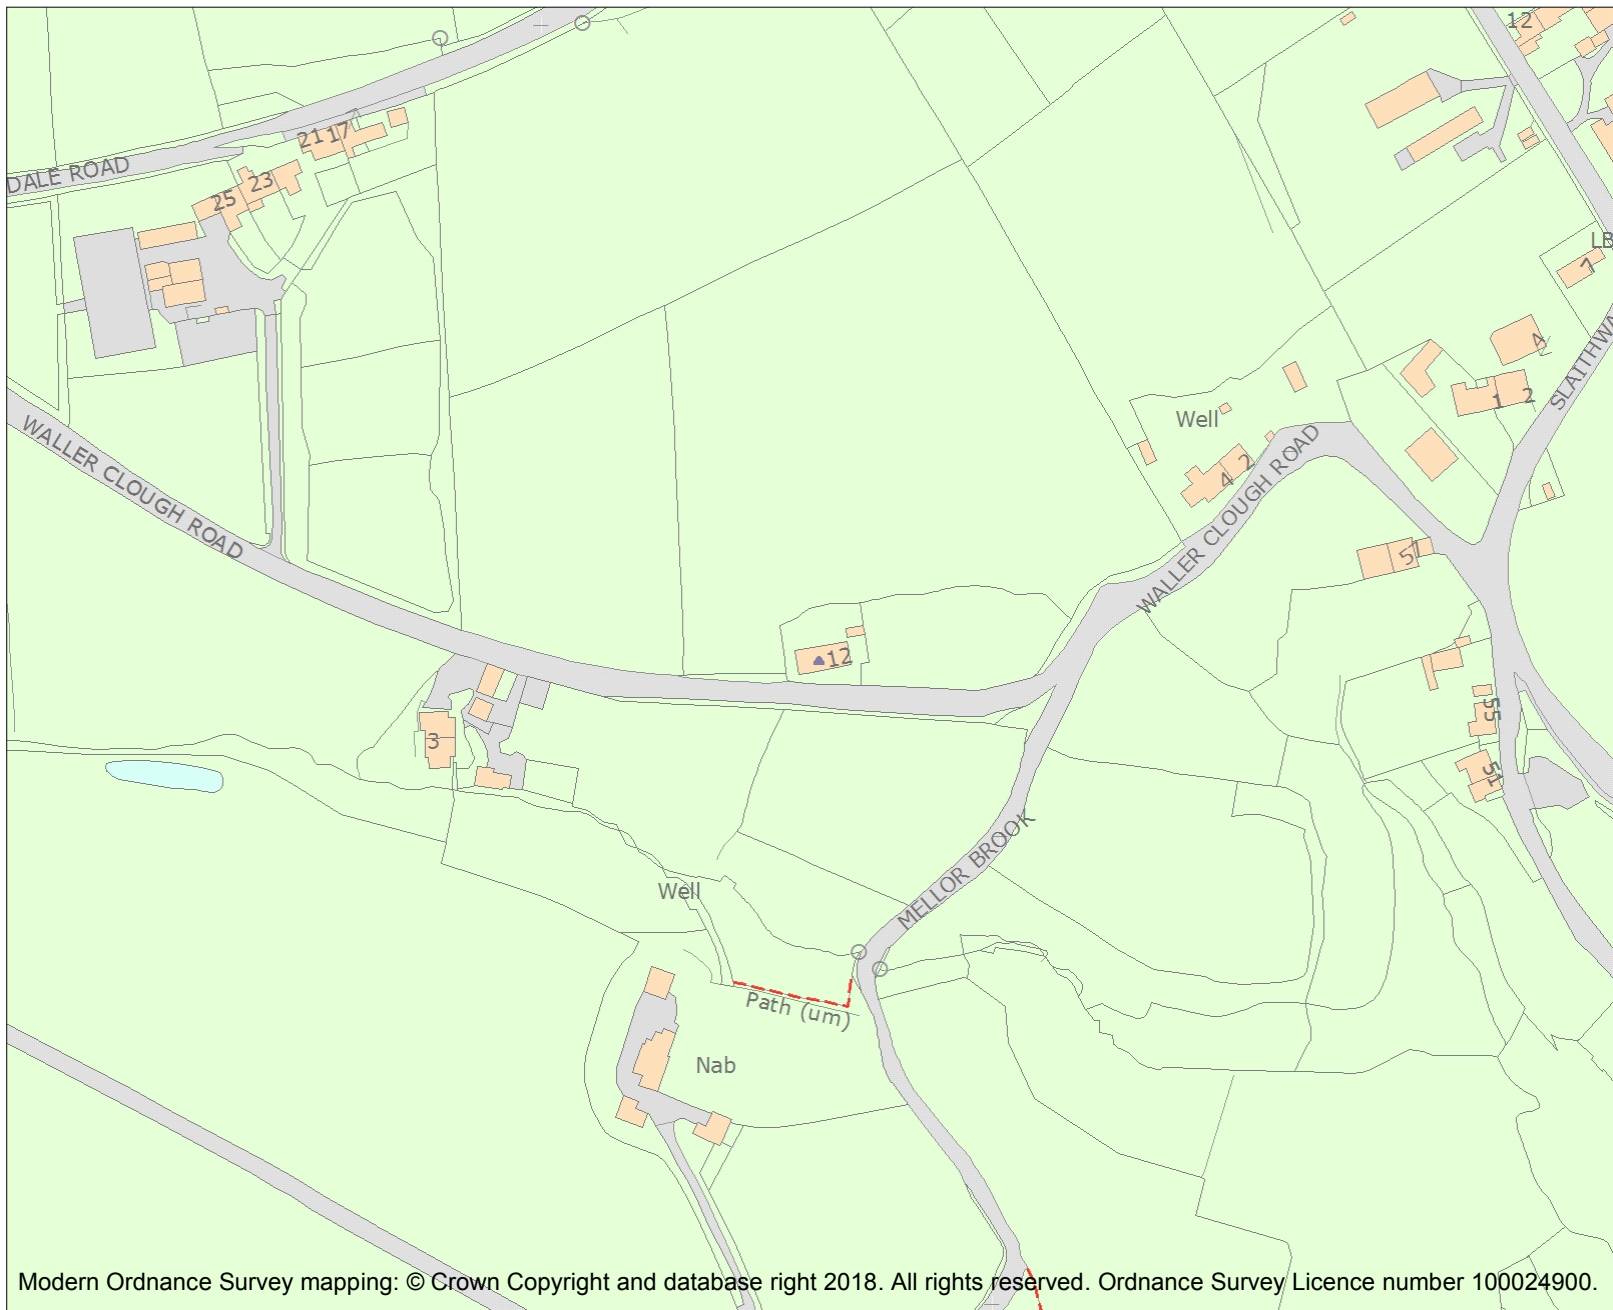 12
21 17
DALE ROAD
23
25
LB
7
4
1 2
SLAITHWA
Well
2
4
WALLER CLOUGH ROAD
WALLER CLOUGH ROAD
57
12
55
3
51
MELLOR BROOK
Well
Path (um)
Nab
Modern Ordnance Survey mapping: © Crown Copyright and database right 2018. All rights reserved. Ordnance Survey Licence number 100024900.